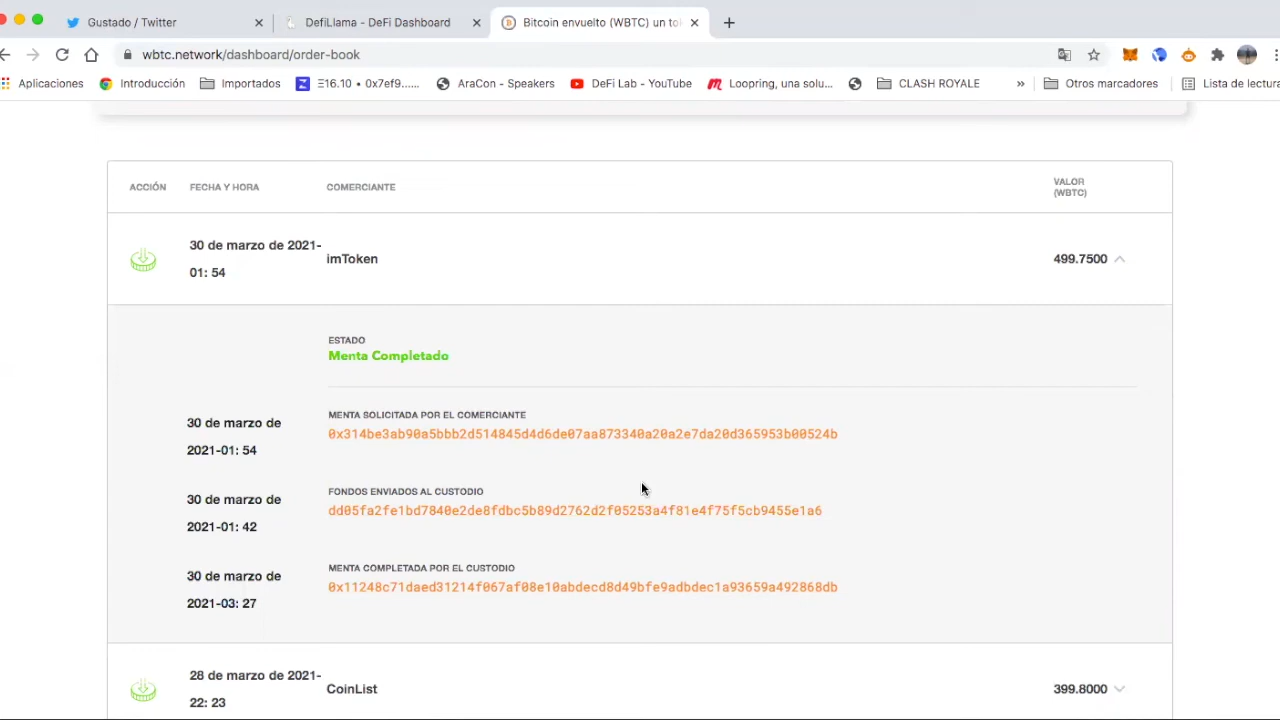 Gustado / Twitter
DefiLlama - DeFi Dashboard
Bitcoin envuelto (WBTC) un to
wbtc.network/dashboard/order-book
Aplicaciones
Introducción
Importados
Ξ16.10 • 0x7ef9......
AraCon - Speakers
DeFi Lab - YouTube
Loopring, una solu...
CLASH ROYALE
»
Otros marcadores
Lista de lectura
ACCIÓN
FECHA Y HORA
COMERCIANTE
VALOR
(WBTC)
30 de marzo de 2021-
01: 54
imToken
499.7500
ESTADO
Menta Completado
30 de marzo de
2021-01: 54
MENTA SOLICITADA POR EL COMERCIANTE
0x314be3ab90a5bbb2d514845d4d6de07aa873340a20a2e7da20d365953b00524b
30 de marzo de
2021-01: 42
FONDOS ENVIADOS AL CUSTODIO
dd05fa2fe1bd7840e2de8fdbc5b89d2762d2f05253a4f81e4f75f5cb9455e1a6
30 de marzo de
2021-03: 27
MENTA COMPLETADA POR EL CUSTODIO
0x11248c71daed31214f067af08e10abdecd8d49bfe9adbdec1a93659a492868db
28 de marzo de 2021-
22: 23
CoinList
399.8000